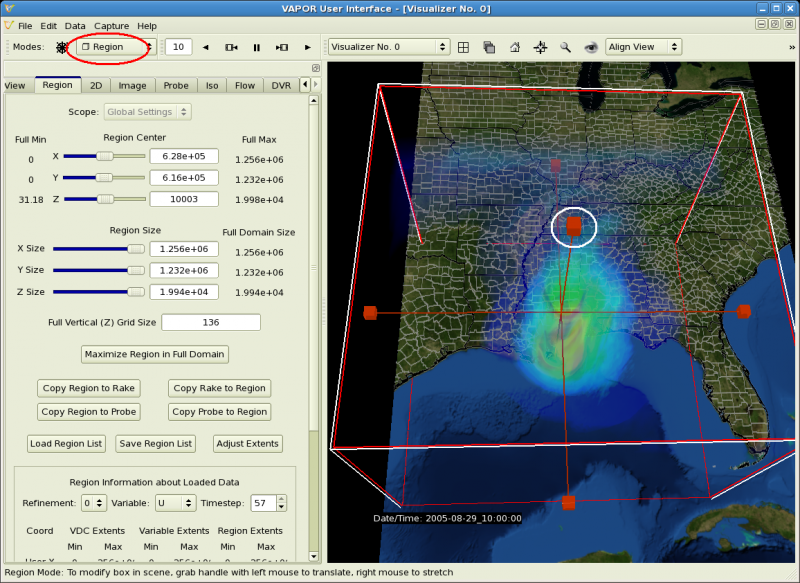 VAPOR User Interface - [Visualizer No. 0]
File Edit Data Capture Help
Modes: Region 10 Visualizer No. 0 Align View »
View Region 2D Image Probe Iso Flow DVR
Scope: Global Settings
Full Min Region Center Full Max
0 X 6.28e+05 1.256e+06
0 Y 6.16e+05 1.232e+06
31.18 Z 10003 1.998e+04
Region Size Full Domain Size
X Size 1.256e+06 1.256e+06
Y Size 1.232e+06 1.232e+06
Z Size 1.994e+04 1.994e+04
Full Vertical (Z) Grid Size 136
Maximize Region in Full Domain
Copy Region to Rake Copy Rake to Region
Copy Region to Probe Copy Probe to Region
Load Region List Save Region List Adjust Extents
Region Information about Loaded Data
Refinement: 0 Variable: U Timestep: 57
Coord VDC Extents Variable Extents Region Extents
Min Max Min Max Min Max
Date/Time: 2005-08-29_10:00:00
Region Mode: To modify box in scene, grab handle with left mouse to translate, right mouse to stretch